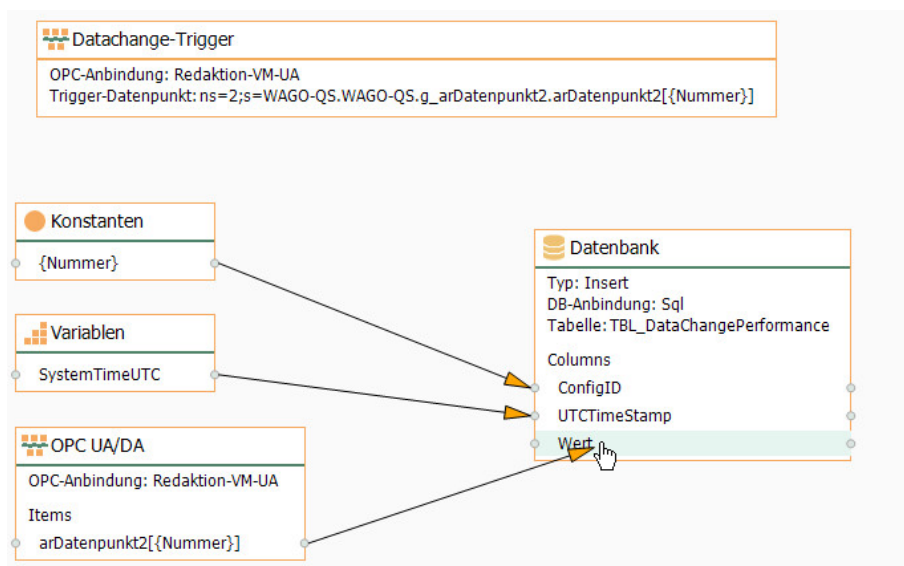 Datachange-Trigger
OPC-Anbindung: Redaktion-VM-UA
Trigger-Datenpunkt: ns=2;s=WAGO-QS.WAGO-QS.g_arDatenpunkt2.arDatenpunkt2[{Nummer}]
Konstanten
{Nummer}
Variablen
SystemTimeUTC
OPC UA/DA
OPC-Anbindung: Redaktion-VM-UA
Items
arDatenpunkt2[{Nummer}]
Datenbank
Typ: Insert
DB-Anbindung: Sql
Tabelle: TBL_DataChangePerformance
Columns
ConfigID
UTCTimeStamp
Wert